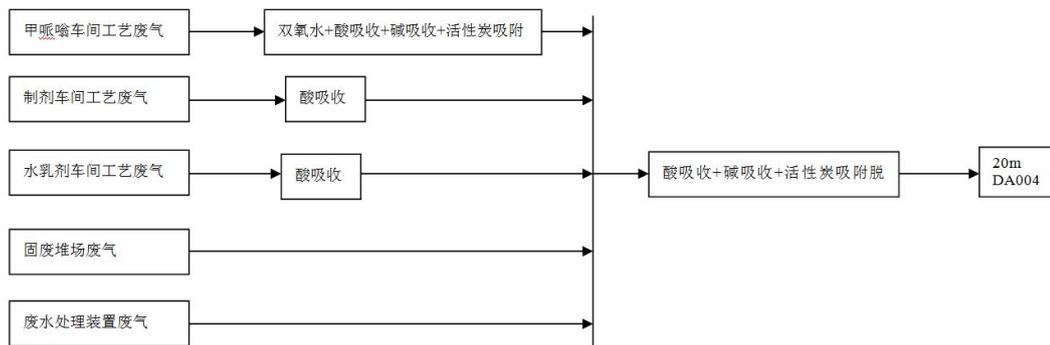 甲哌嗡车间工艺废气
双氧水+酸吸收+碱吸收+活性炭吸附
制剂车间工艺废气
酸吸收
水乳剂车间工艺废气
酸吸收
酸吸收+碱吸收+活性炭吸附脱
20m
DA004
固废堆场废气
废水处理装置废气